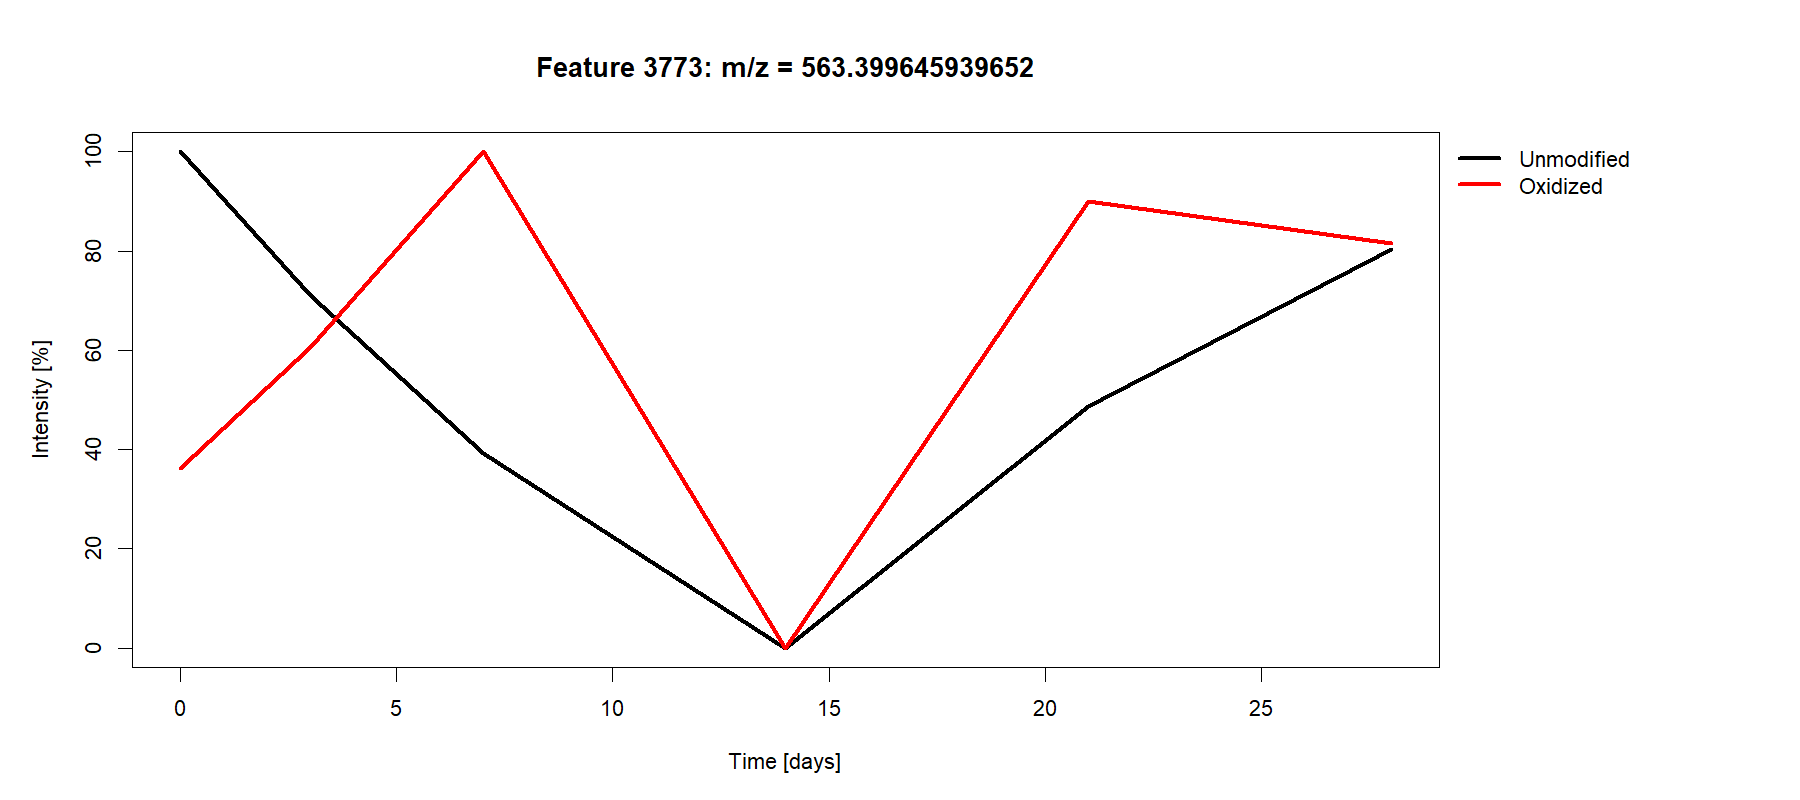 Feature 3773: m/z = 563.399645939652
Unmodified
Oxidized
Intensity [%]
100
80
60
40
20
0
0 5 10 15 20 25
Time [days]